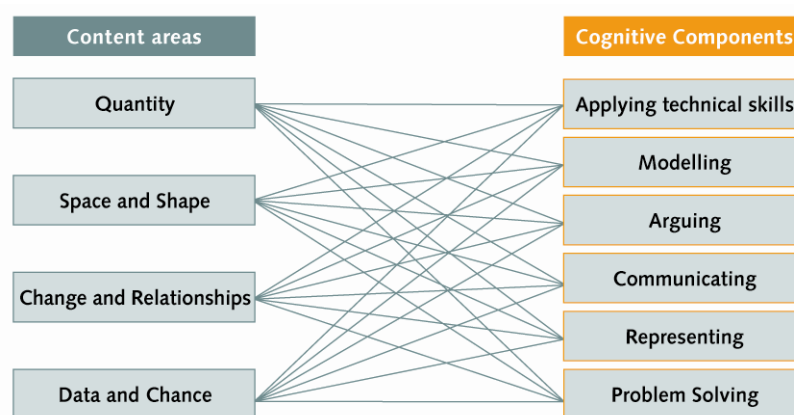 Content areas
Cognitive Components
Quantity
Applying technical skills
Modelling
Space and Shape
Arguing
Change and Relationships
Communicating
Representing
Data and Chance
Problem Solving